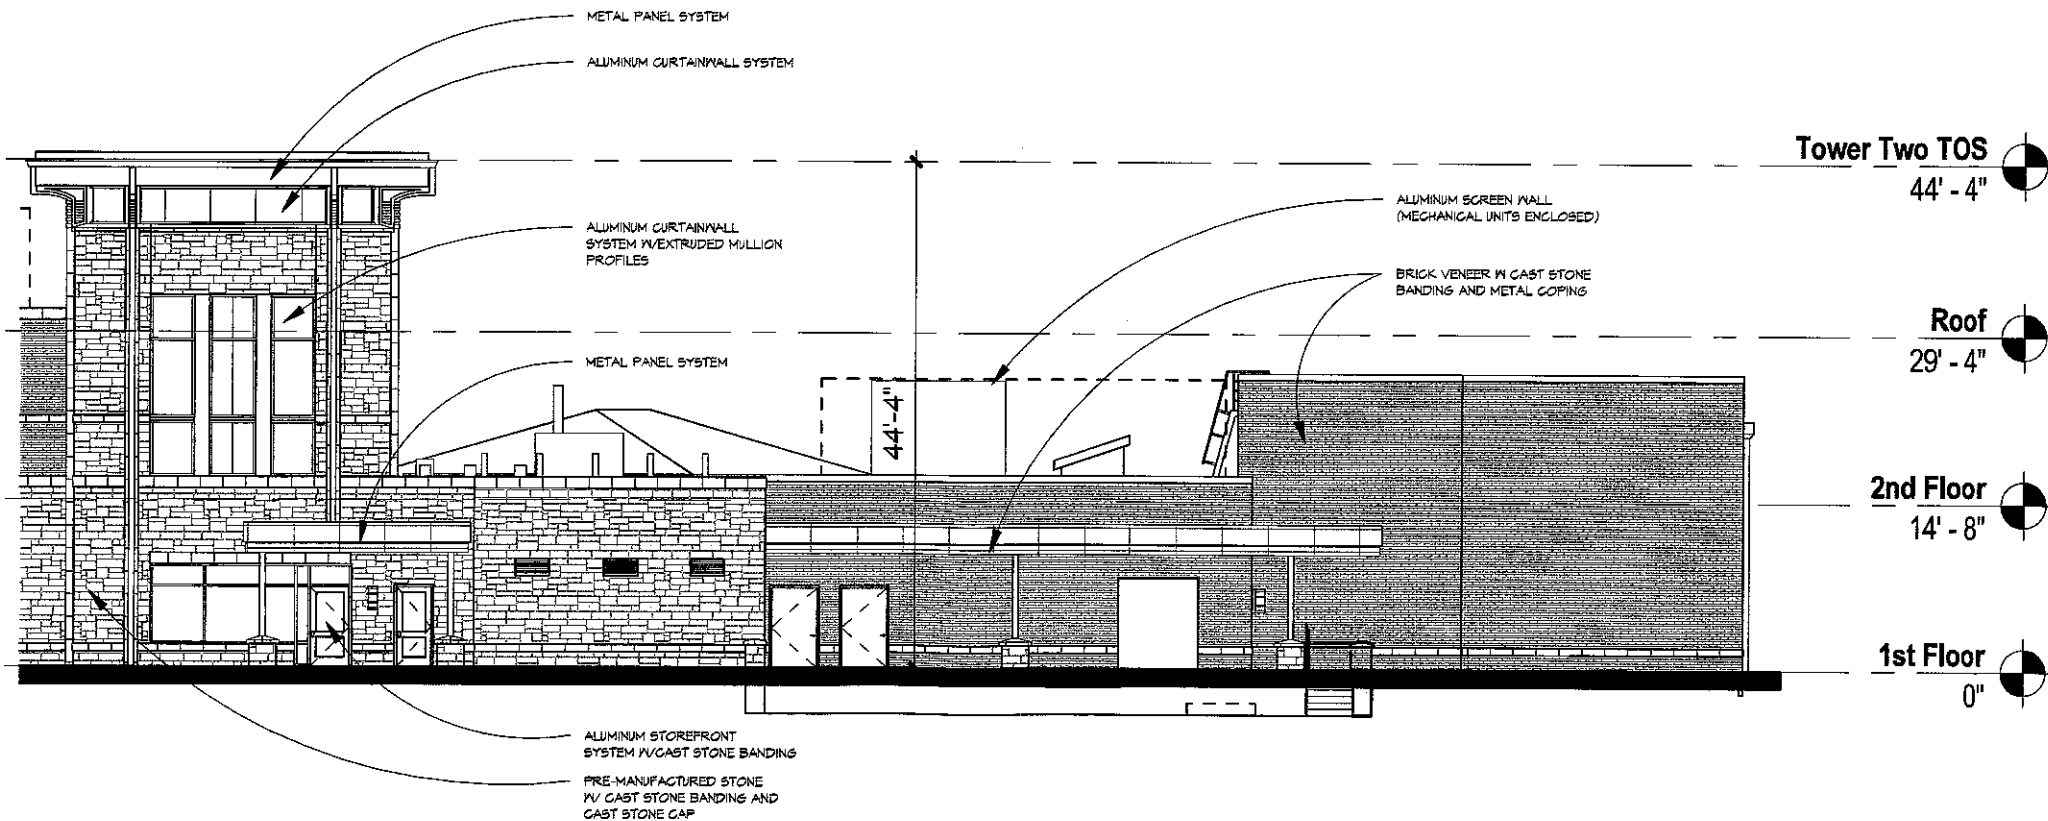 METAL PANEL SYSTEM
ALUMINUM CURTAINWALL SYSTEM
Tower Two TOS
44' - 4"
ALUMINUM SCREEN WALL
(MECHANICAL UNITS ENCLOSED)
ALUMINUM CURTAINWALL
SYSTEM W/EXTRUDED MULLION
PROFILES
BRICK VENEER W CAST STONE
BANDING AND METAL COPING
Roof
29' - 4"
METAL PANEL SYSTEM
44'-4"
2nd Floor
14' - 8"
1st Floor
0"
ALUMINUM STOREFRONT
SYSTEM W/CAST STONE BANDING
PRE-MANUFACTURED STONE
W/ CAST STONE BANDING AND
CAST STONE CAP